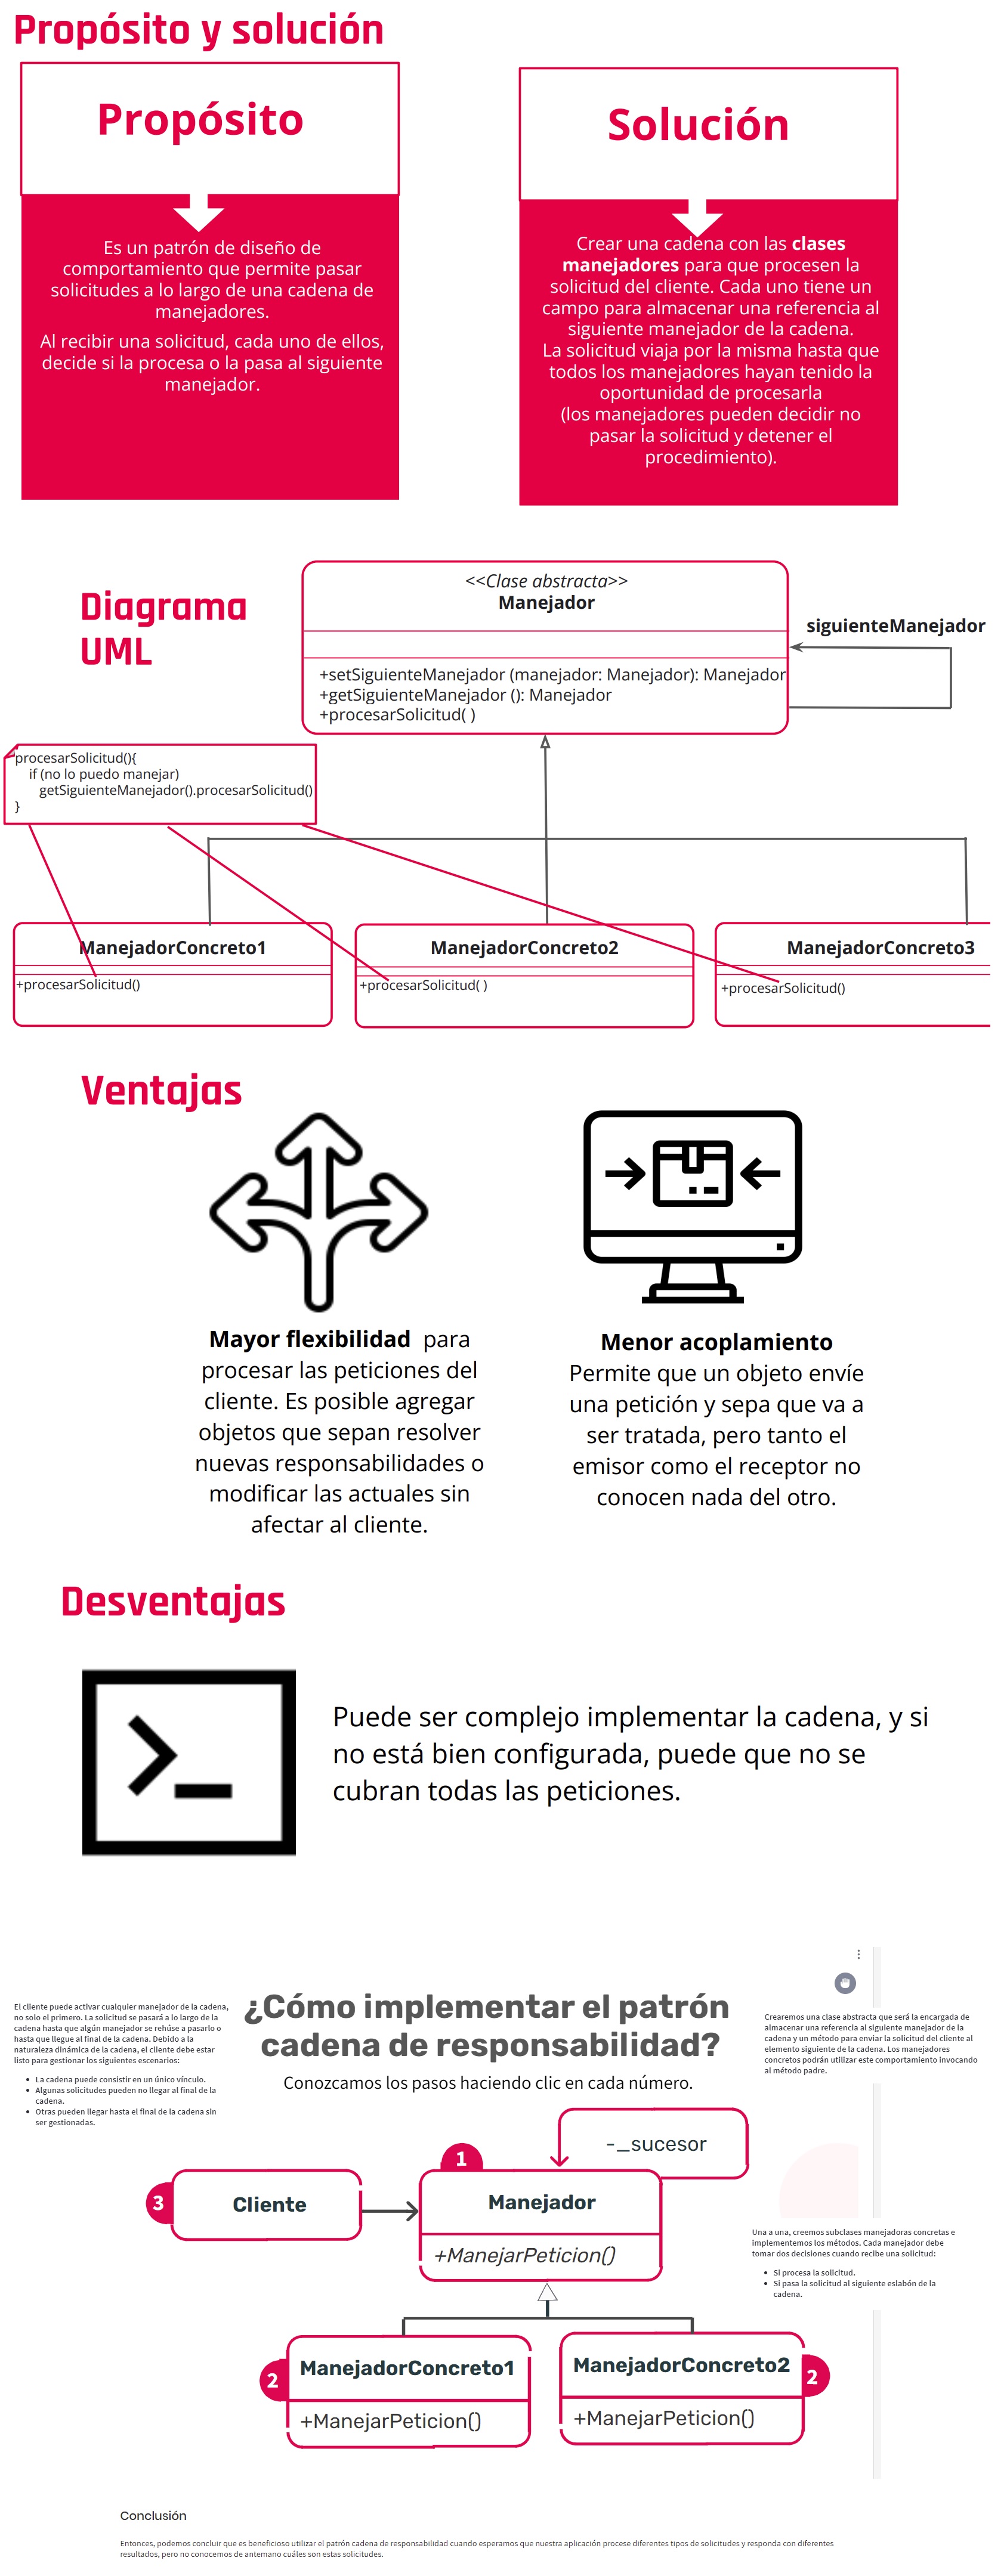 Propósito y solución
Propósito
Es un patrón de diseño de
comportamiento que permite pasar
solicitudes a lo largo de una cadena de
manejadores.
Al recibir una solicitud, cada uno de ellos,
decide si la procesa o la pasa al siguiente
manejador.
Solución
Crear una cadena con las clases
manejadores para que procesen la
solicitud del cliente. Cada uno tiene un
campo para almacenar una referencia al
siguiente manejador de la cadena.
La solicitud viaja por la misma hasta que
todos los manejadores hayan tenido la
oportunidad de procesarla
(los manejadores pueden decidir no
pasar la solicitud y detener el
procedimiento).
Diagrama
UML
<<Clase abstracta>>
Manejador
+setSiguienteManejador (manejador: Manejador): Manejador
+getSiguienteManejador (): Manejador
+procesarSolicitud( )
siguienteManejador
procesarSolicitud(){
if (no lo puedo manejar)
getSiguienteManejador().procesarSolicitud()
}
ManejadorConcreto1
+procesarSolicitud()
ManejadorConcreto2
+procesarSolicitud( )
ManejadorConcreto3
+procesarSolicitud()
Ventajas
Mayor flexibilidad para
procesar las peticiones del
cliente. Es posible agregar
objetos que sepan resolver
nuevas responsabilidades o
modificar las actuales sin
afectar al cliente.
Menor acoplamiento
Permite que un objeto envíe
una petición y sepa que va a
ser tratada, pero tanto el
emisor como el receptor no
conocen nada del otro.
Desventajas
Puede ser complejo implementar la cadena, y si
no está bien configurada, puede que no se
cubran todas las peticiones.
El cliente puede activar cualquier manejador de la cadena,
no solo el primero. La solicitud se pasará a lo largo de la
cadena hasta que algún manejador se rehúse a pasarlo o
hasta que llegue al final de la cadena. Debido a la
naturaleza dinámica de la cadena, el cliente debe estar
listo para gestionar los siguientes escenarios:
• La cadena puede consistir en un único vínculo.
• Algunas solicitudes pueden no llegar al final de la
cadena.
• Otras pueden llegar hasta el final de la cadena sin
ser gestionadas.
¿Cómo implementar el patrón
cadena de responsabilidad?
Conozcamos los pasos haciendo clic en cada número.
Crearemos una clase abstracta que será la encargada de
almacenar una referencia al siguiente manejador de la
cadena y un método para enviar la solicitud del cliente al
elemento siguiente de la cadena. Los manejadores
concretos podrán utilizar este comportamiento invocando
al método padre.
-_sucesor
1
Manejador
+ManejarPeticion()
3
Cliente
Una a una, creemos subclases manejadoras concretas e
implementemos los métodos. Cada manejador debe
tomar dos decisiones cuando recibe una solicitud:
• Si procesa la solicitud.
• Si pasa la solicitud al siguiente eslabón de la
cadena.
2
ManejadorConcreto1
+ManejarPeticion()
ManejadorConcreto2
+ManejarPeticion()
2
Conclusión
Entonces, podemos concluir que es beneficioso utilizar el patrón cadena de responsabilidad cuando esperamos que nuestra aplicación procese diferentes tipos de solicitudes y responda con diferentes
resultados, pero no conocemos de antemano cuáles son estas solicitudes.